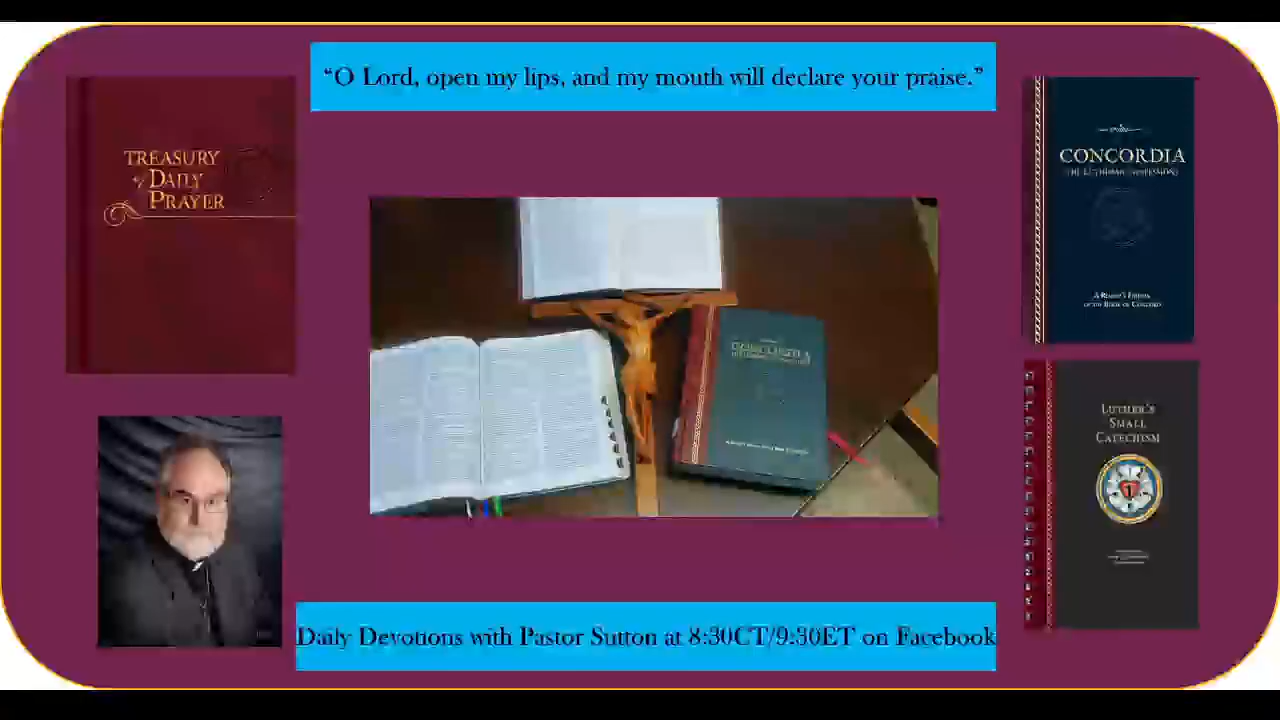 “O Lord, open my lips, and my mouth will declare your praise.”
TREASURY
of DAILY
PRAYER
CONCORDIA
THE LUTHERAN CONFESSIONS
A READER'S EDITION
OF THE BOOK OF CONCORD
CONCORDIA
LUTHER'S
SMALL
CATECHISM
Daily Devotions with Pastor Sutton at 8:30CT/9:30ET on Facebook